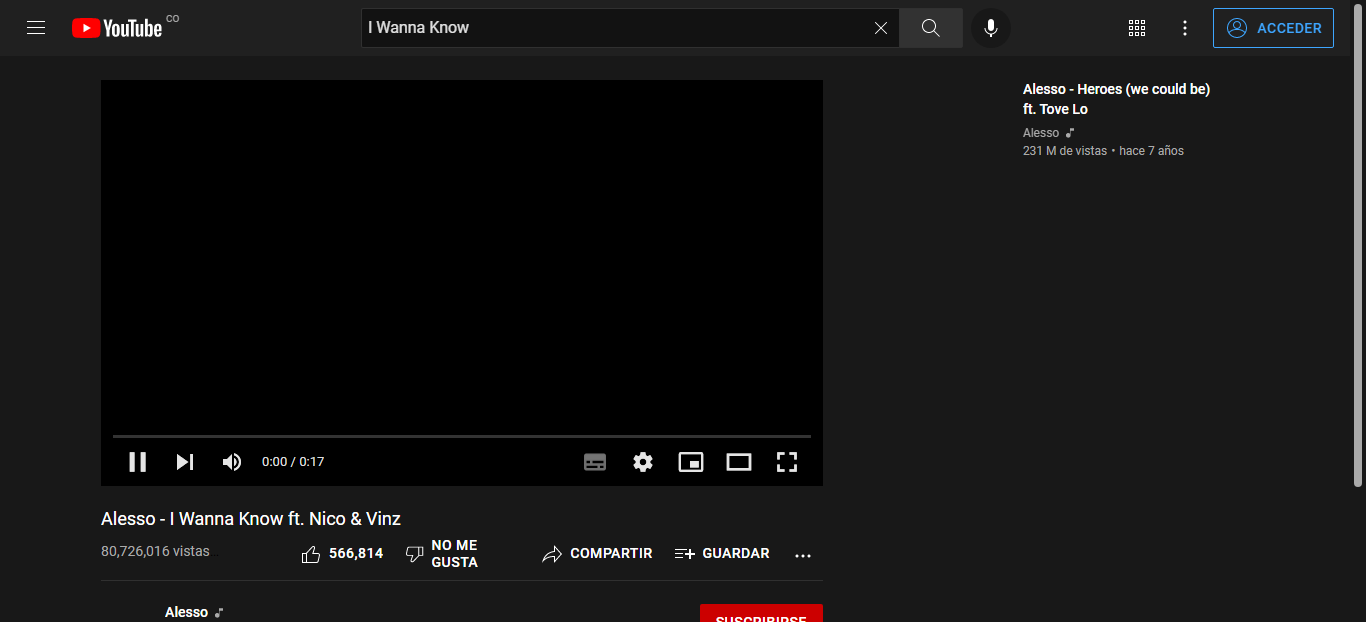 YouTube CO
I Wanna Know
ACCEDER
Alesso - Heroes (we could be)
ft. Tove Lo
Alesso
231 M de vistas • hace 7 años
0:00 / 0:17
Alesso - I Wanna Know ft. Nico & Vinz
80,726,016 vistas
566,814
NO ME
GUSTA
COMPARTIR
GUARDAR
Alesso
SUSCRIBIRSE